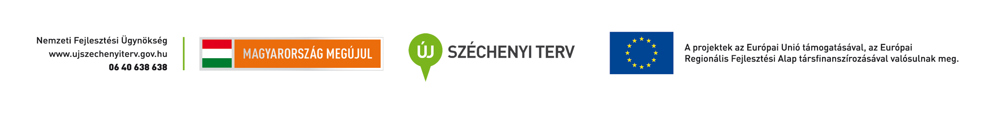 Nemzeti Fejlesztési Ügynökség
www.ujszechenyiterv.gov.hu
06 40 638 638
MAGYARORSZÁG MEGÚJUL
ÚJ SZÉCHENYI TERV
A projektek az Európai Unió támogatásával, az Európai
Regionális Fejlesztési Alap társfinanszírozásával valósulnak meg.